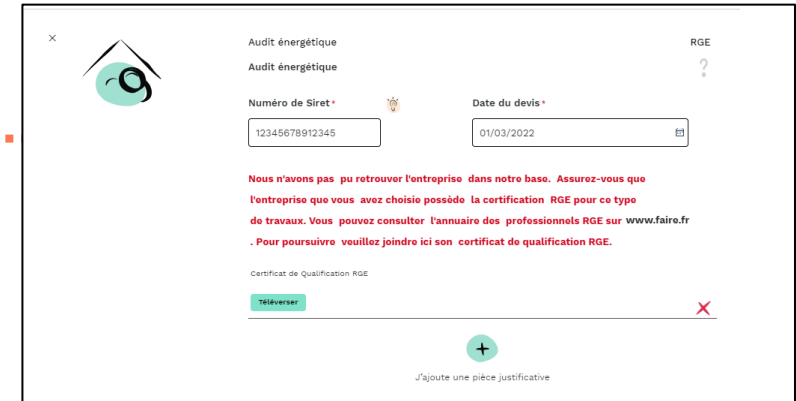 Audit énergétique RGE
Audit énergétique
Numéro de Siret * Date du devis *
12345678912345 01/03/2022
Nous n'avons pas pu retrouver l'entreprise dans notre base. Assurez-vous que
l'entreprise que vous avez choisie possède la certification RGE pour ce type
de travaux. Vous pouvez consulter l'annuaire des professionnels RGE sur www.faire.fr
. Pour poursuivre veuillez joindre ici son certificat de qualification RGE.
Certificat de Qualification RGE
Téléverser
J'ajoute une pièce justificative